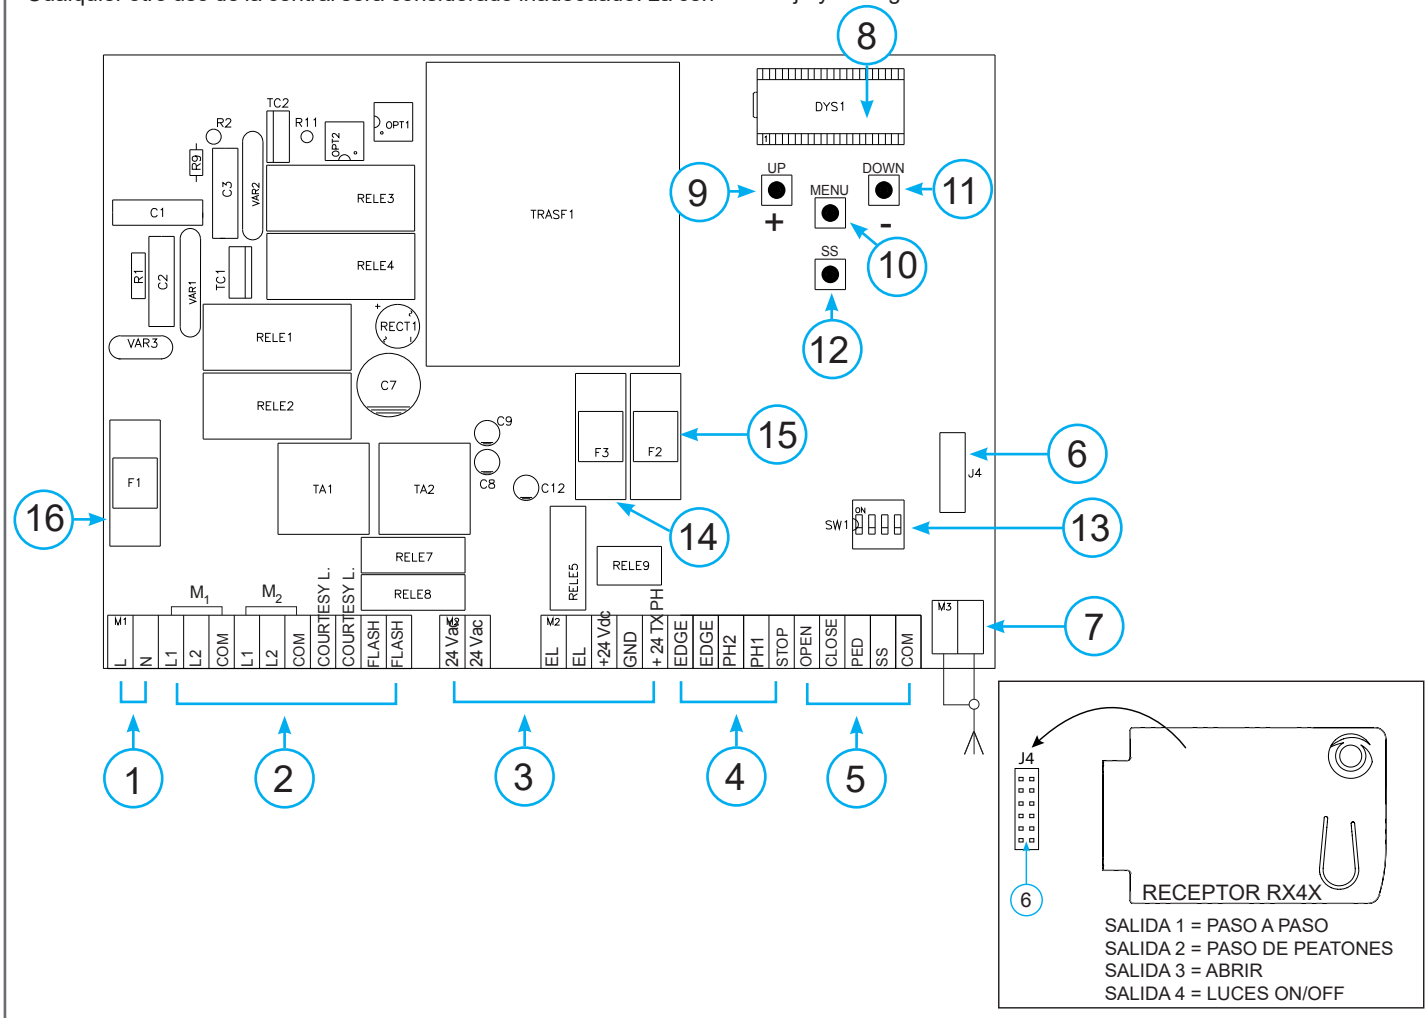 8
TC2
R2
R11
OPT2
OPT1
DYS1
1
R9
C3
VAR2
RELE3
TRASF1
UP
DOWN
9
MENU
11
+
-
C1
SS
10
R1
C2
VAR1
TC1
RELE4
+
RECT1
12
VAR3
RELE1
C7
RELE2
C9
15
F3
F2
6
J4
F1
TA1
TA2
C8
C12
16
14
ON
SW1
13
RELE7
RELE5
RELE9
RELE8
M1
M2
M1
L
N
L1
L2
COM
L1
L2
COM
COURTESY L.
COURTESY L.
FLASH
FLASH
24 Vac
24 Vac
M2
EL
EL
+24 Vdc
GND
+ 24 TX PH
EDGE
EDGE
PH2
PH1
STOP
OPEN
CLOSE
PED
SS
COM
M3
7
1
2
3
4
5
J4
6
RECEPTOR RX4X
SALIDA 1 = PASO A PASO
SALIDA 2 = PASO DE PEATONES
SALIDA 3 = ABRIR
SALIDA 4 = LUCES ON/OFF